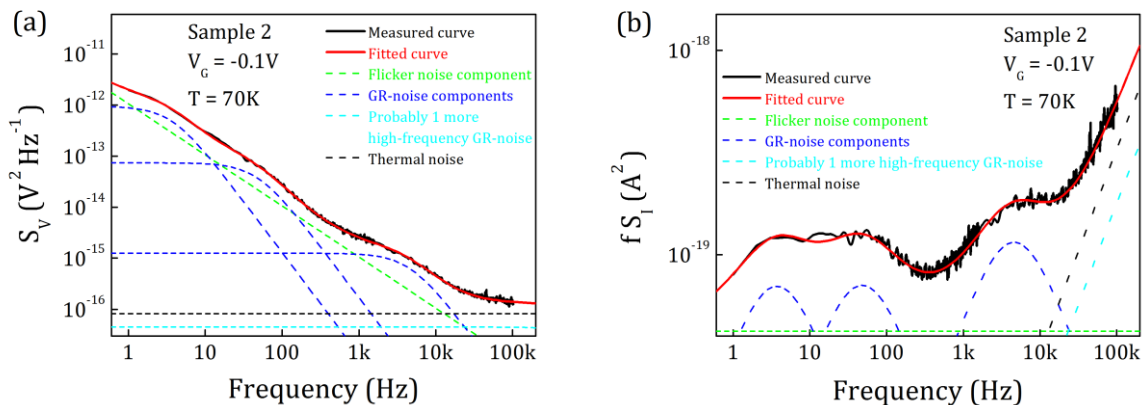 (a)
Sample 2
V_G = -0.1V
T = 70K
Measured curve
Fitted curve
Flicker noise component
GR-noise components
Probably 1 more
high-frequency GR-noise
Thermal noise
S_V (V² Hz⁻¹)
10⁻¹¹
10⁻¹²
10⁻¹³
10⁻¹⁴
10⁻¹⁵
10⁻¹⁶
1 10 100 1k 10k 100k
Frequency (Hz)
(b)
Sample 2
V_G = -0.1V
T = 70K
Measured curve
Fitted curve
Flicker noise component
GR-noise components
Probably 1 more high-frequency GR-noise
Thermal noise
f S_I (A²)
10⁻¹⁸
10⁻¹⁹
1 10 100 1k 10k 100k
Frequency (Hz)